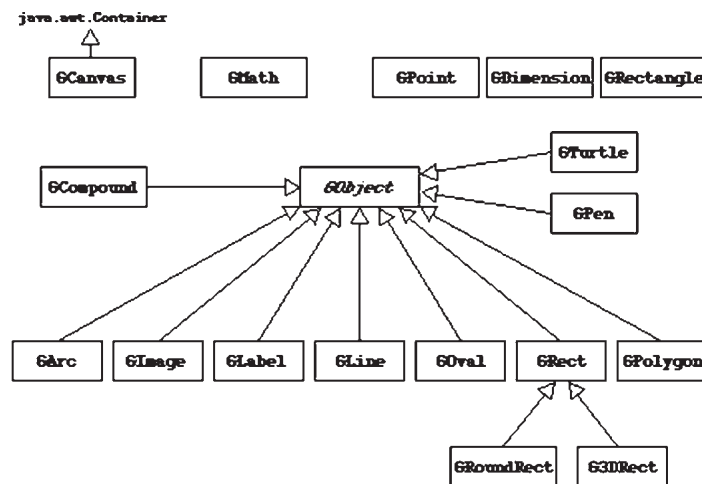 java.awt.Container
GCanvas
GMath
GPoint
GDimension
GRectangle
GTurtle
GCompound
GObject
GPen
GArc
GImage
GLabel
GLine
GOval
GRect
GPolygon
GRoundRect
G3DRect